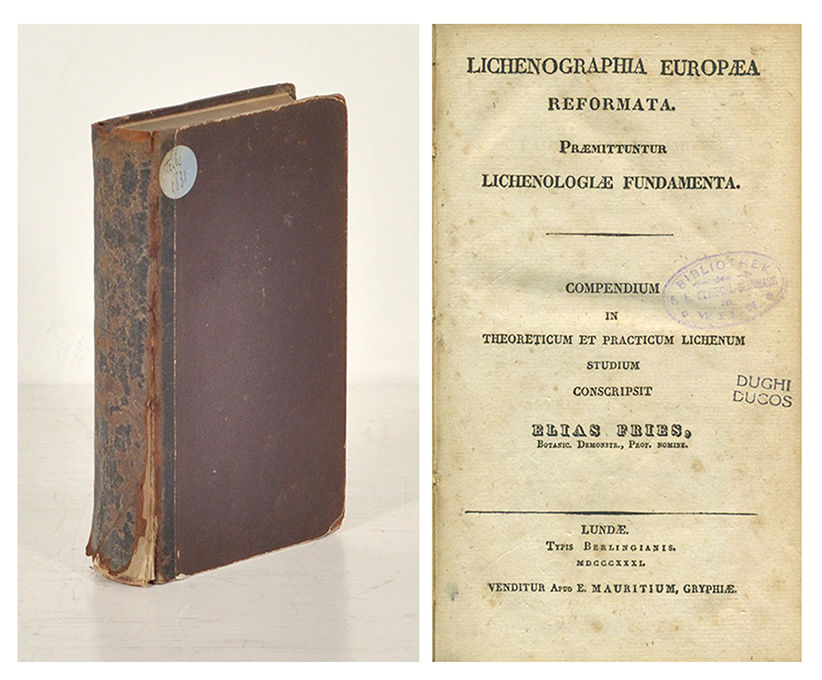 1831
LICHENOGRAPHIA EUROPÆA
REFORMATA.
PRÆMITTUNTUR
LICHENOLOGIÆ FUNDAMENTA.
COMPENDIUM
IN
THEORETICUM ET PRACTICUM LICHENUM
STUDIUM
CONSCRIPSIT
ELIAS FRIES,
BOTANIC. DEMONSTR., PROF. NOMINE.
BIBLIOTHEK
DUGHI
DUCOS
LUNDÆ.
TYPIS BERLINGIANIS.
MDCCCXXXI.
VENDITUR APUD E. MAURITIUM, GRYPHIÆ.